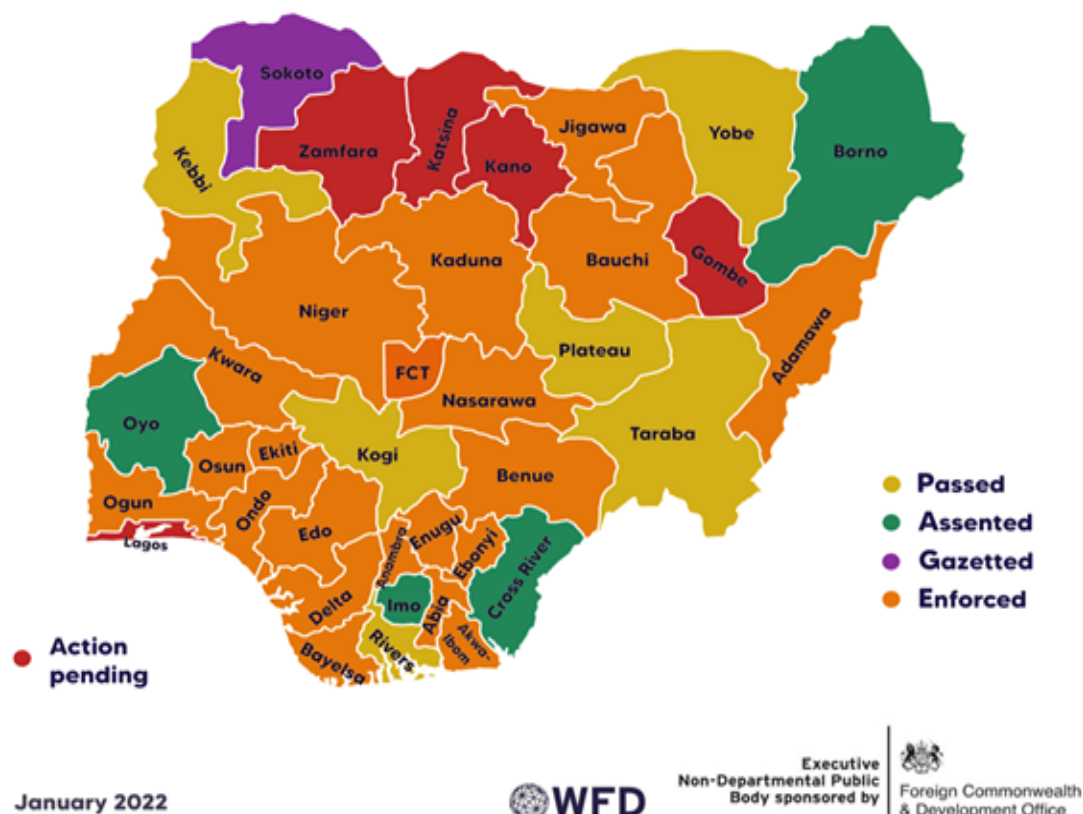 Sokoto
Kebbi
Zamfara
Katsina
Kano
Jigawa
Yobe
Borno
Kaduna
Bauchi
Gombe
Niger
Adamawa
Plateau
Kwara
FCT
Nasarawa
Oyo
Taraba
Osun
Ekiti
Kogi
Benue
Ogun
Ondo
Edo
Anambra
Enugu
Ebonyi
Lagos
Delta
Imo
Abia
Cross River
Bayelsa
Rivers
Akwa-
Ibom
Passed
Assented
Gazetted
Enforced
Action
pending
January 2022
WFD
Executive
Non-Departmental Public
Body sponsored by
Foreign Commonwealth
& Development Office